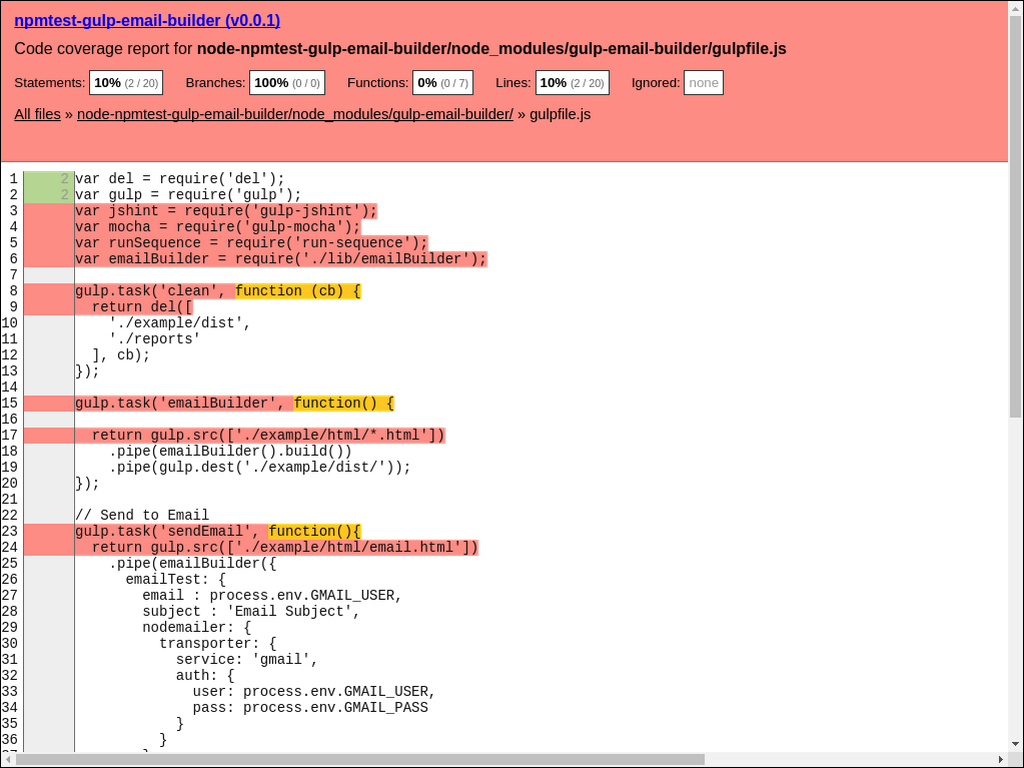 npmtest-gulp-email-builder (v0.0.1)
Code coverage report for node-npmtest-gulp-email-builder/node_modules/gulp-email-builder/gulpfile.js
Statements: 10% (2 / 20) Branches: 100% (0 / 0) Functions: 0% (0 / 7) Lines: 10% (2 / 20) Ignored: none
All files » node-npmtest-gulp-email-builder/node_modules/gulp-email-builder/ » gulpfile.js
1 2 var del = require('del');
2 2 var gulp = require('gulp');
3 var jshint = require('gulp-jshint');
4 var mocha = require('gulp-mocha');
5 var runSequence = require('run-sequence');
6 var emailBuilder = require('./lib/emailBuilder');
7
8 gulp.task('clean', function (cb) {
9   return del([
10     './example/dist',
11     './reports'
12   ], cb);
13 });
14
15 gulp.task('emailBuilder', function() {
16
17   return gulp.src(['./example/html/*.html'])
18     .pipe(emailBuilder().build())
19     .pipe(gulp.dest('./example/dist/'));
20 });
21
22 // Send to Email
23 gulp.task('sendEmail', function(){
24   return gulp.src(['./example/html/email.html'])
25     .pipe(emailBuilder({
26       emailTest: {
27         email : process.env.GMAIL_USER,
28         subject : 'Email Subject',
29         nodemailer: {
30           transporter: {
31             service: 'gmail',
32             auth: {
33               user: process.env.GMAIL_USER,
34               pass: process.env.GMAIL_PASS
35             }
36           }